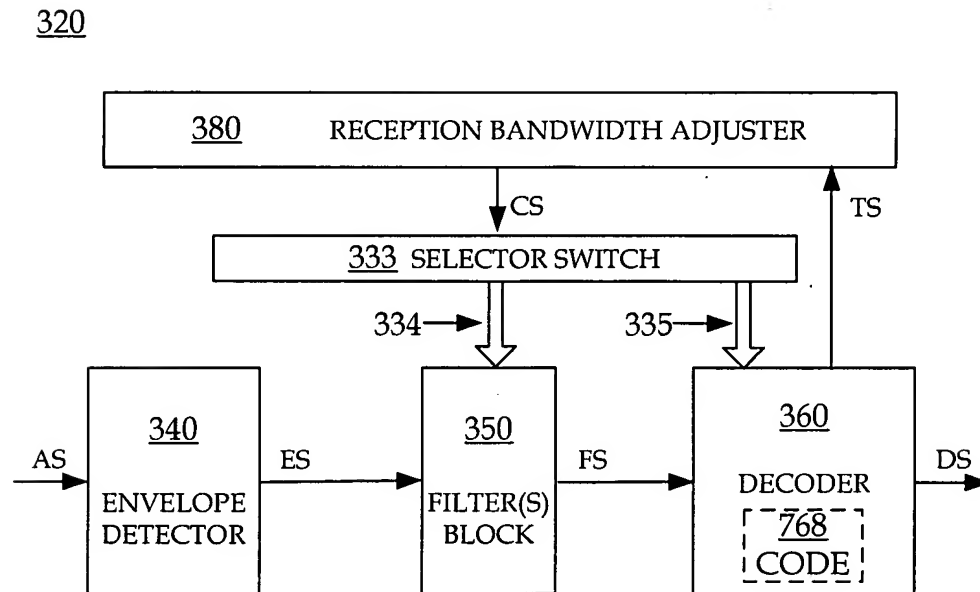 320
380 RECEPTION BANDWIDTH ADJUSTER
CS
TS
333 SELECTOR SWITCH
334
335
AS
340
ENVELOPE
DETECTOR
ES
350
FILTER(S)
BLOCK
FS
360
DECODER
768
CODE
DS